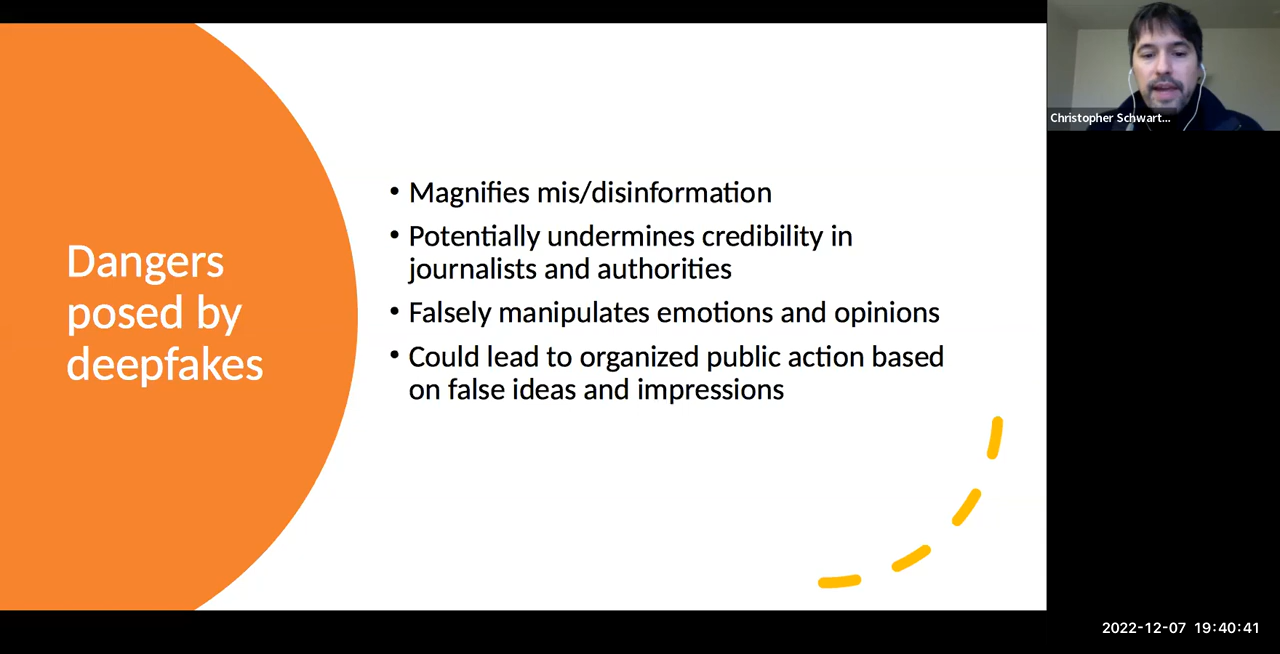 Dangers
posed by
deepfakes
• Magnifies mis/disinformation
• Potentially undermines credibility in
journalists and authorities
• Falsely manipulates emotions and opinions
• Could lead to organized public action based
on false ideas and impressions
Christopher Schwart...
2022-12-07 19:40:41